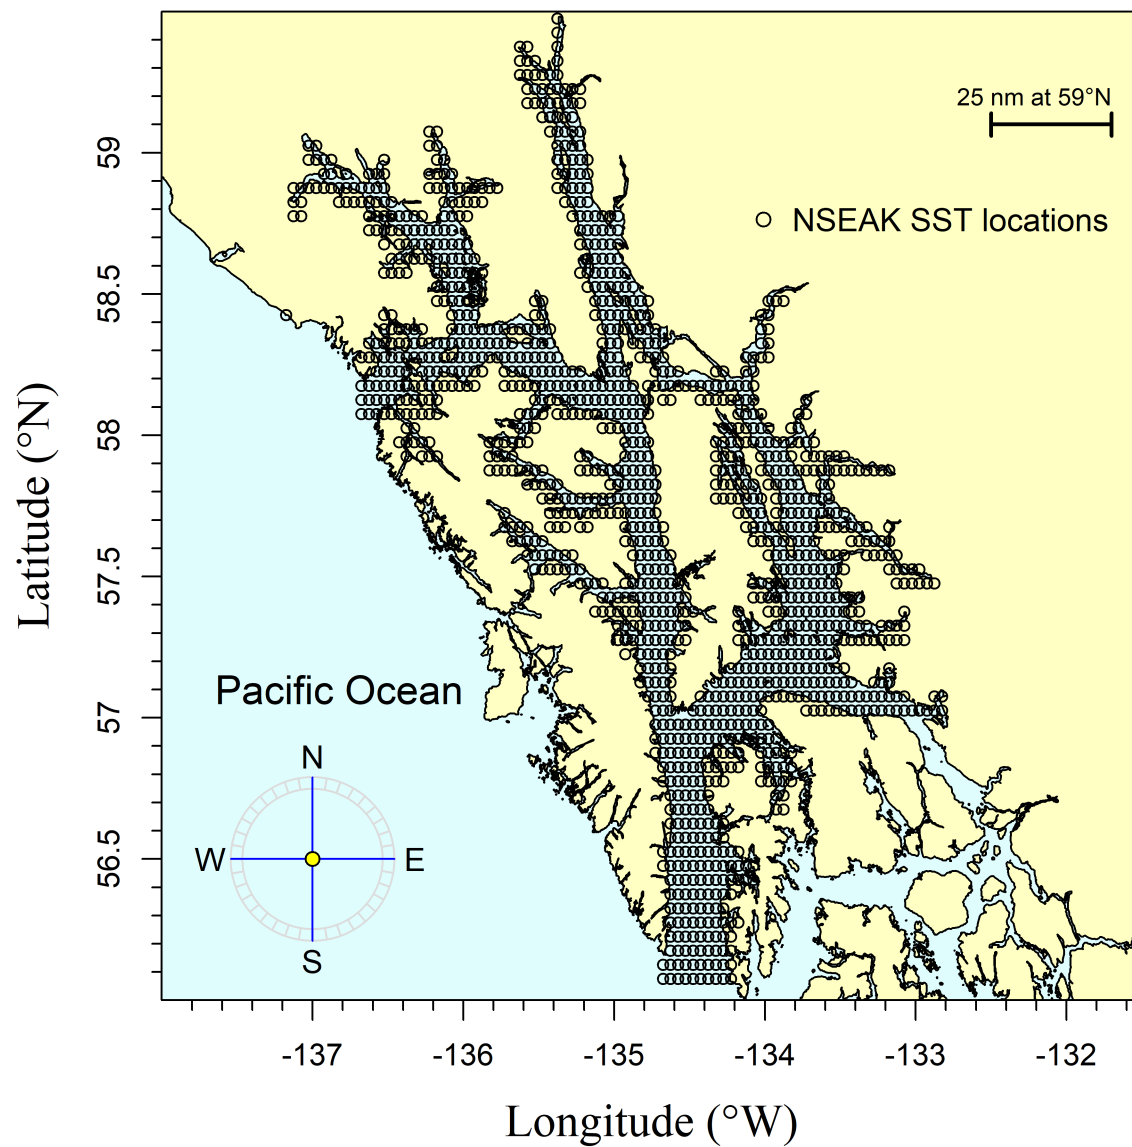 25 nm at 59°N
NSEAK SST locations
Pacific Ocean
N
W
E
S
Latitude (°N)
59
58.5
58
57.5
57
56.5
-137
-136
-135
-134
-133
-132
Longitude (°W)